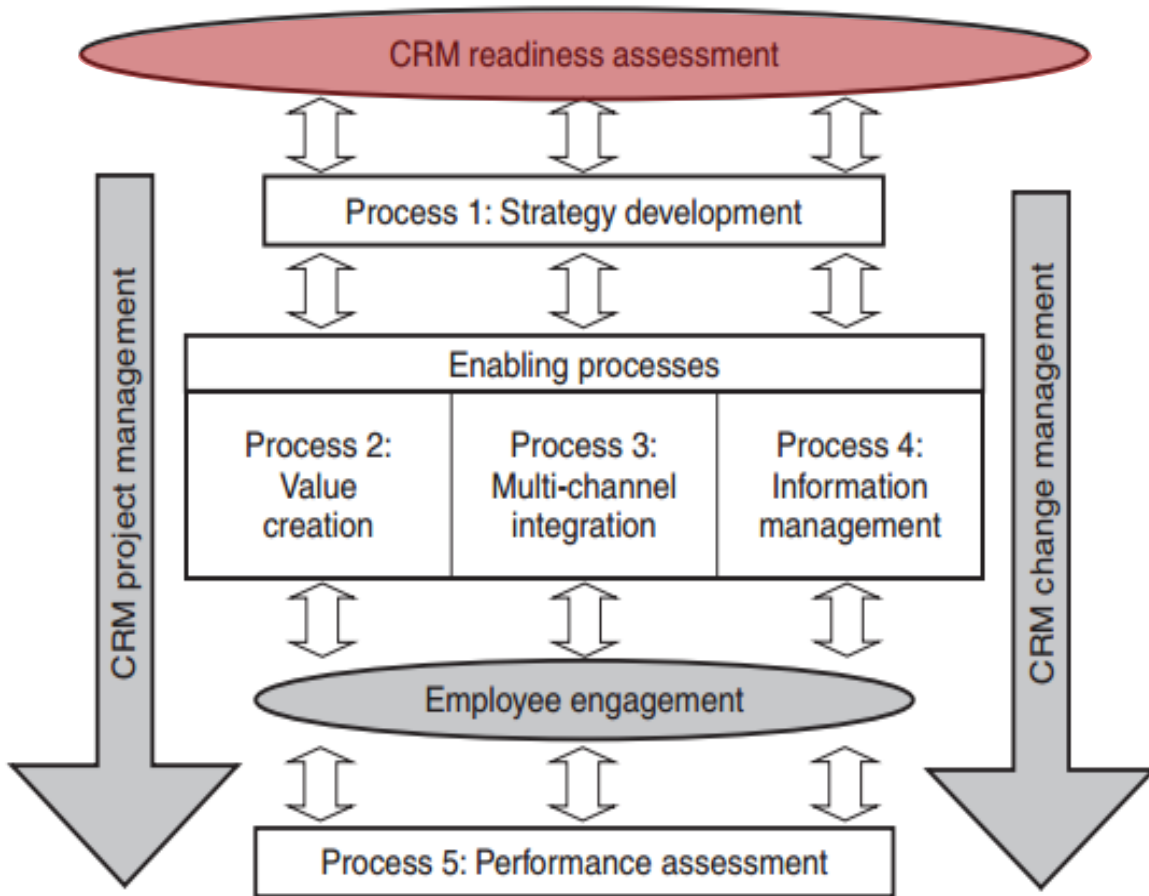 CRM readiness assessment
Process 1: Strategy development
CRM project management
CRM change management
Enabling processes
Process 2:
Value
creation
Process 3:
Multi-channel
integration
Process 4:
Information
management
Employee engagement
Process 5: Performance assessment